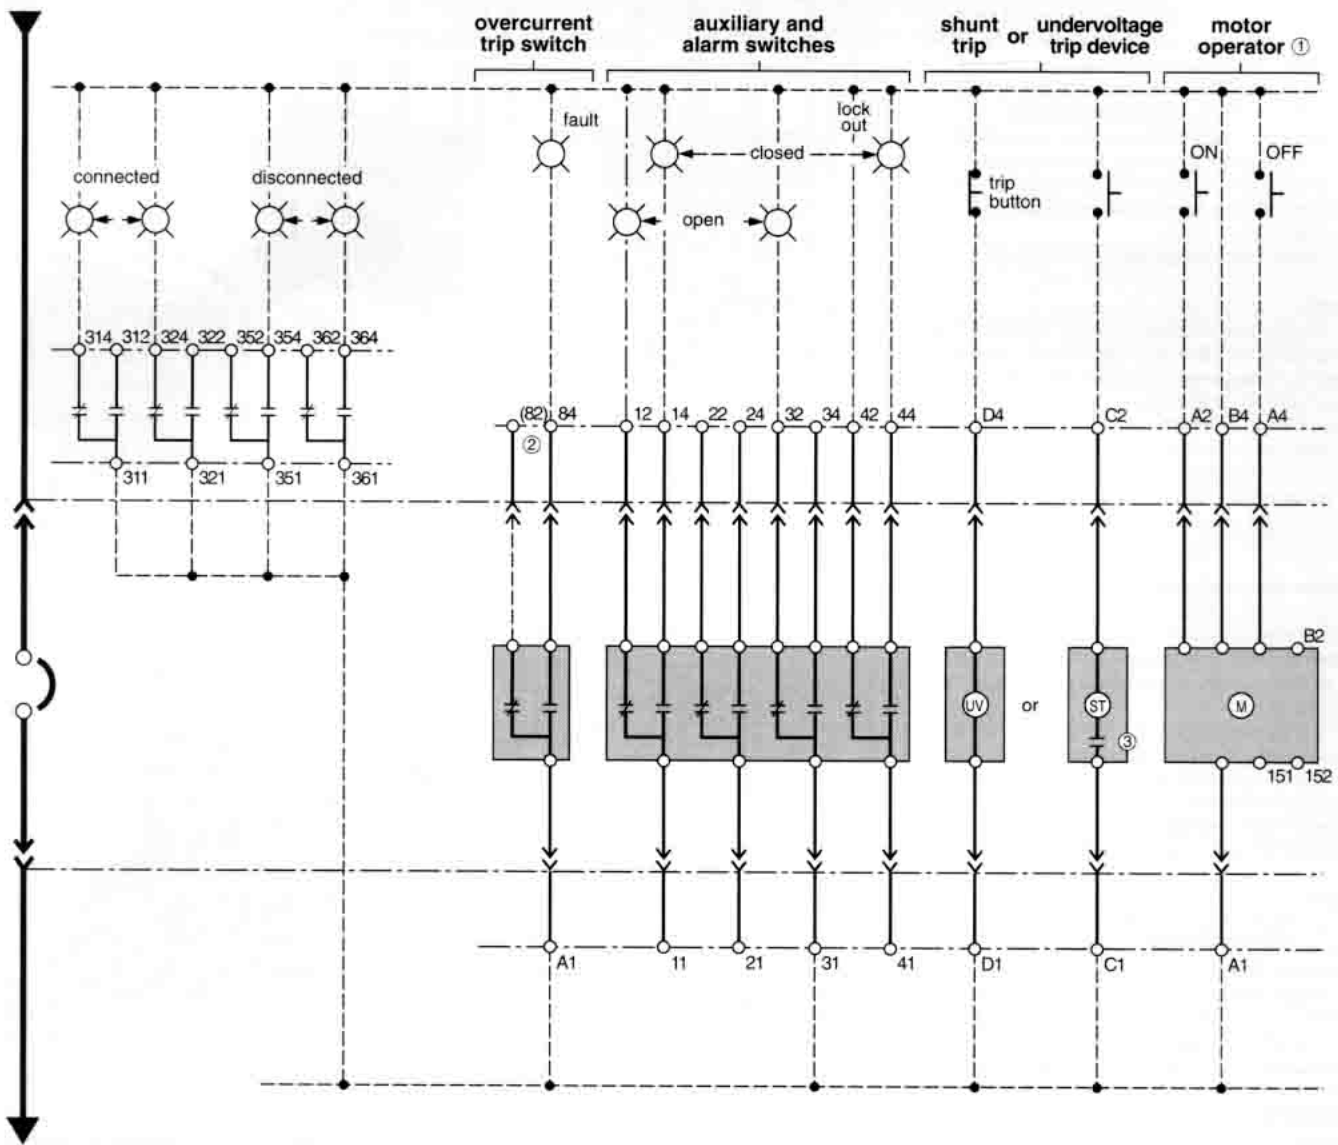 overcurrent
trip switch
auxiliary and
alarm switches
shunt
trip
or
undervoltage
trip device
motor
operator ①
fault
lock
out
closed
ON
OFF
connected
disconnected
trip
button
open
314 312 324 322 352 354 362 364
(82) 84 12 14 22 24 32 34 42 44 D4 C2 A2 B4 A4
②
311 321 351 361
B2
UV or ST M
③
151 152
A1 11 21 31 41 D1 C1 A1